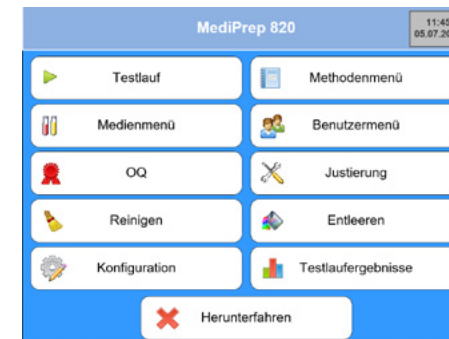 MediPrep 820
11:45
05.07.20
Testlauf
Methodenmenü
Medienmenü
Benutzermenü
OQ
Justierung
Reinigen
Entleeren
Konfiguration
Testlaufergebnisse
Herunterfahren